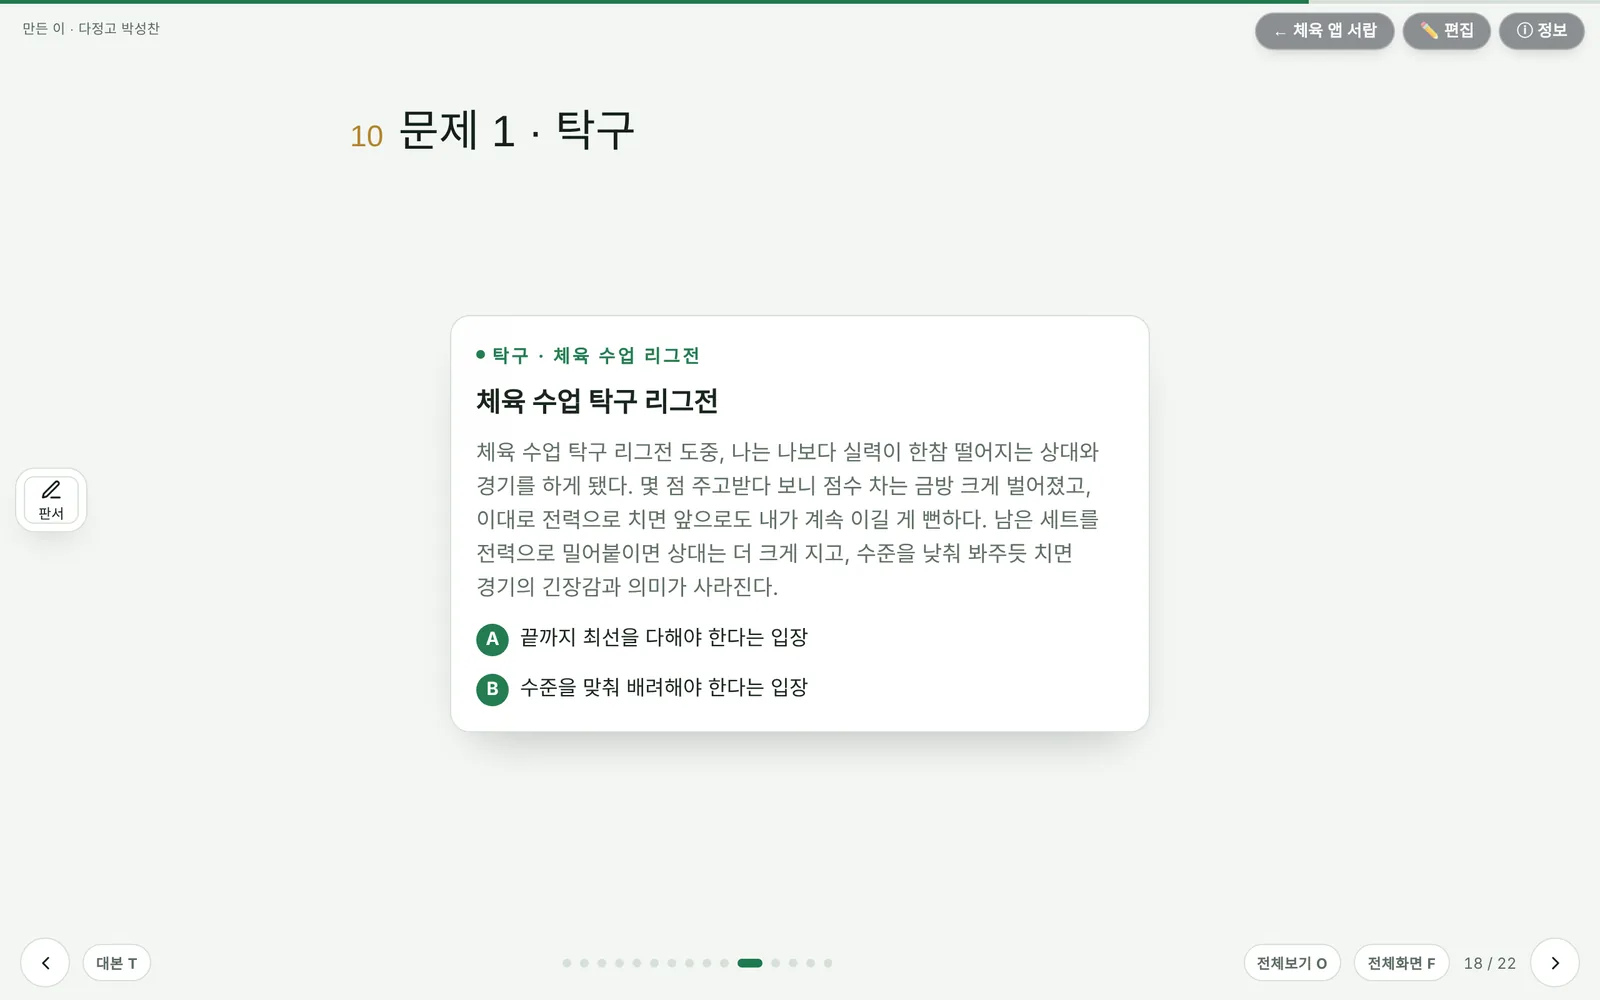 만든 이 · 다정고 박성찬
← 체육 앱 서랍
✏️ 편집
ⓘ 정보
10 문제 1 · 탁구
탁구 · 체육 수업 리그전
체육 수업 탁구 리그전
체육 수업 탁구 리그전 도중, 나는 나보다 실력이 한참 떨어지는 상대와
경기를 하게 됐다. 몇 점 주고받다 보니 점수 차는 금방 크게 벌어졌고,
이대로 전력으로 치면 앞으로도 내가 계속 이길 게 뻔하다. 남은 세트를
전력으로 밀어붙이면 상대는 더 크게 지고, 수준을 낮춰 봐주듯 치면
경기의 긴장감과 의미가 사라진다.
A 끝까지 최선을 다해야 한다는 입장
B 수준을 맞춰 배려해야 한다는 입장
판서
대본 T
전체보기 O
전체화면 F
18 / 22